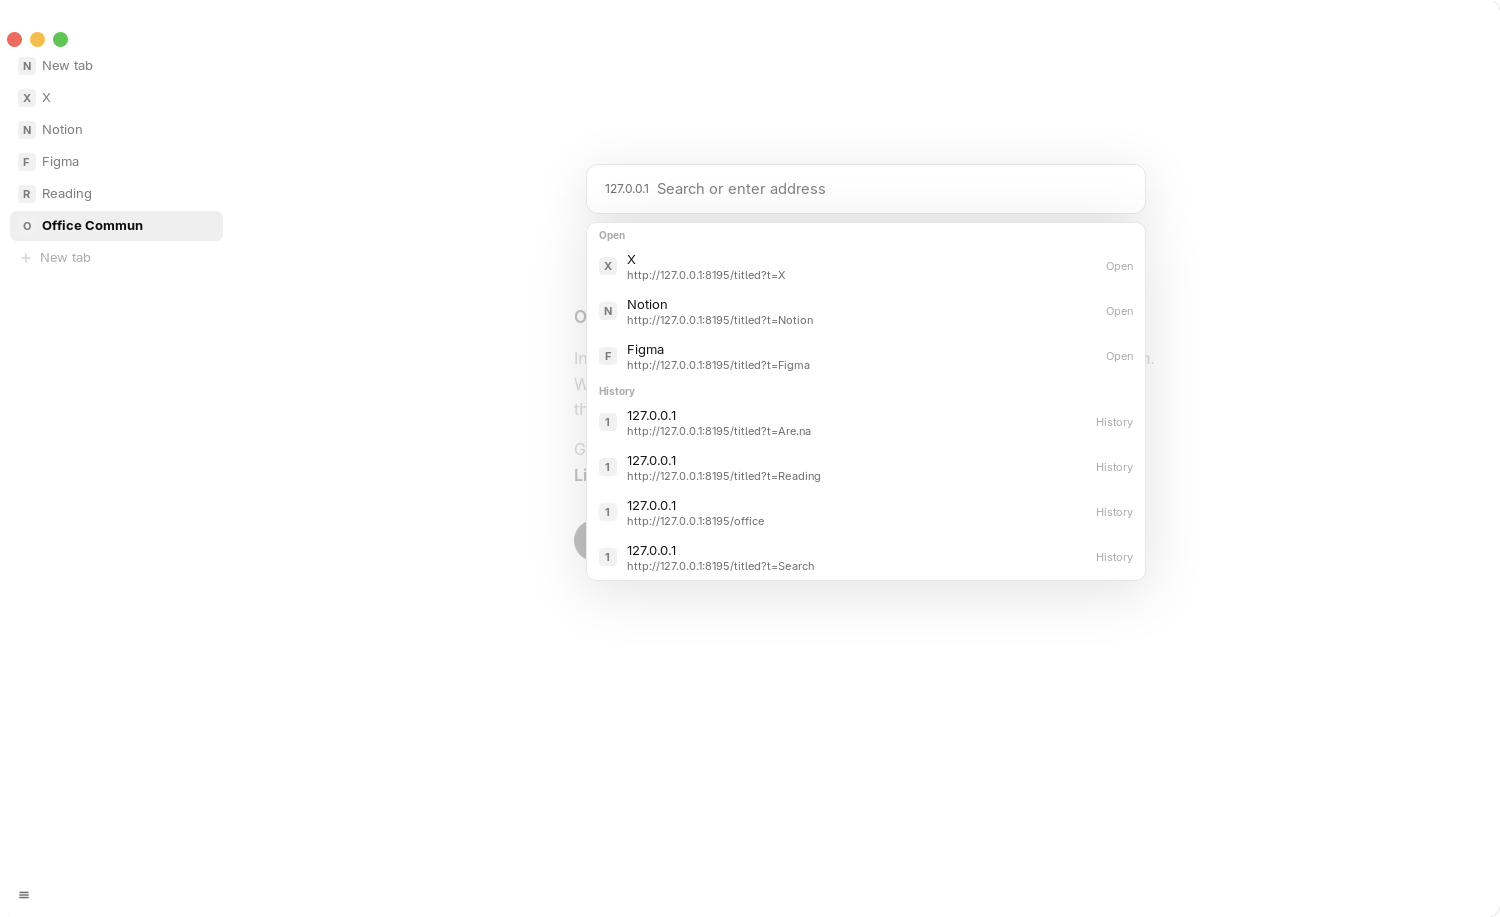 N New tab
X X
N Notion
F Figma
R Reading
O Office Commun
+ New tab
127.0.0.1 Search or enter address
Open
X X
http://127.0.0.1:8195/titled?t=X
Open
N Notion
http://127.0.0.1:8195/titled?t=Notion
Open
F Figma
http://127.0.0.1:8195/titled?t=Figma
Open
History
1 127.0.0.1
http://127.0.0.1:8195/titled?t=Are.na
History
1 127.0.0.1
http://127.0.0.1:8195/titled?t=Reading
History
1 127.0.0.1
http://127.0.0.1:8195/office
History
1 127.0.0.1
http://127.0.0.1:8195/titled?t=Search
History